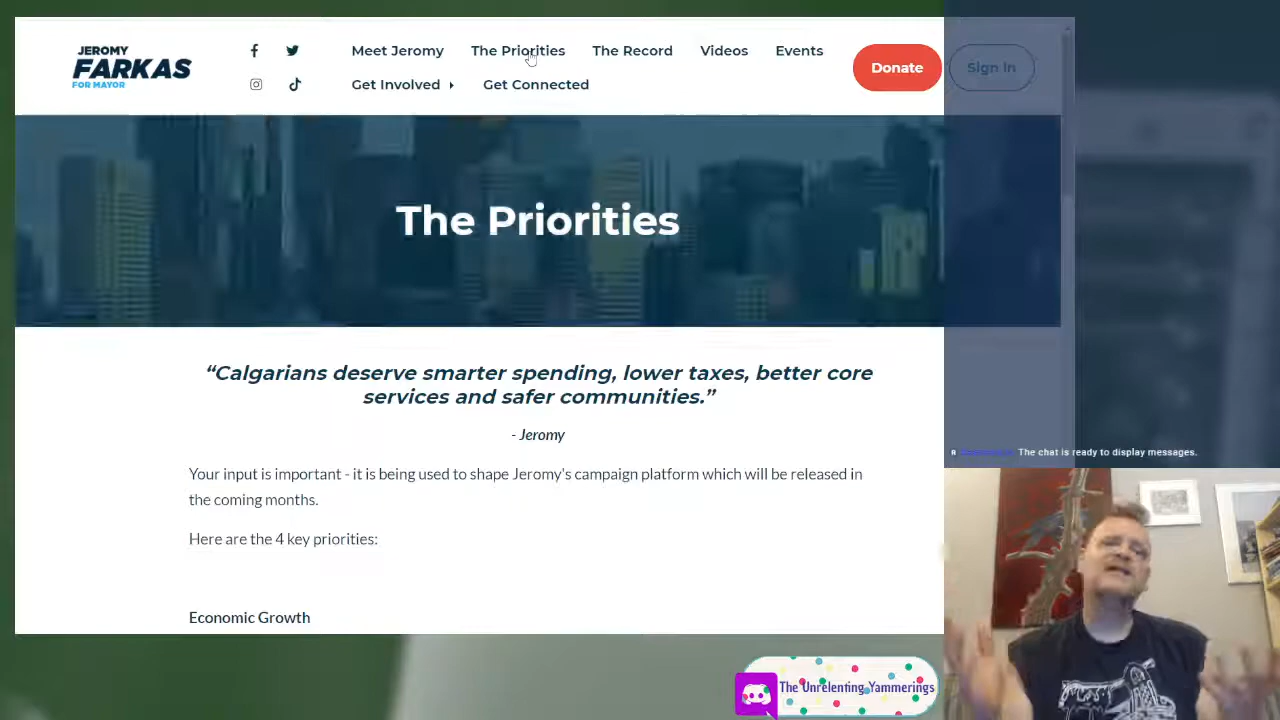 JEROMY
FARKAS
FOR MAYOR
Meet Jeromy
The Priorities
The Record
Videos
Events
Get Involved
Get Connected
Donate
Sign In
The Priorities
“Calgarians deserve smarter spending, lower taxes, better core
services and safer communities.”
- Jeromy
Your input is important - it is being used to shape Jeromy's campaign platform which will be released in
the coming months.
Here are the 4 key priorities:
Economic Growth
The chat is ready to display messages.
The Unrelenting Yammerings